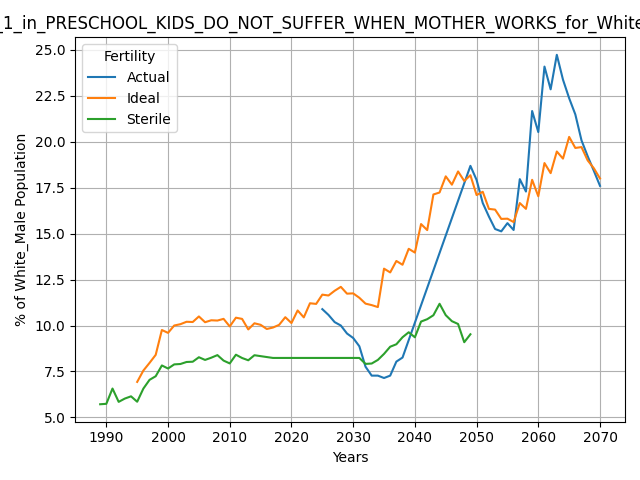 _1_in_PRESCHOOL_KIDS_DO_NOT_SUFFER_WHEN_MOTHER_WORKS_for_White
Fertility
Actual
Ideal
Sterile
% of White_Male Population
25.0
22.5
20.0
17.5
15.0
12.5
10.0
7.5
5.0
1990 2000 2010 2020 2030 2040 2050 2060 2070
Years